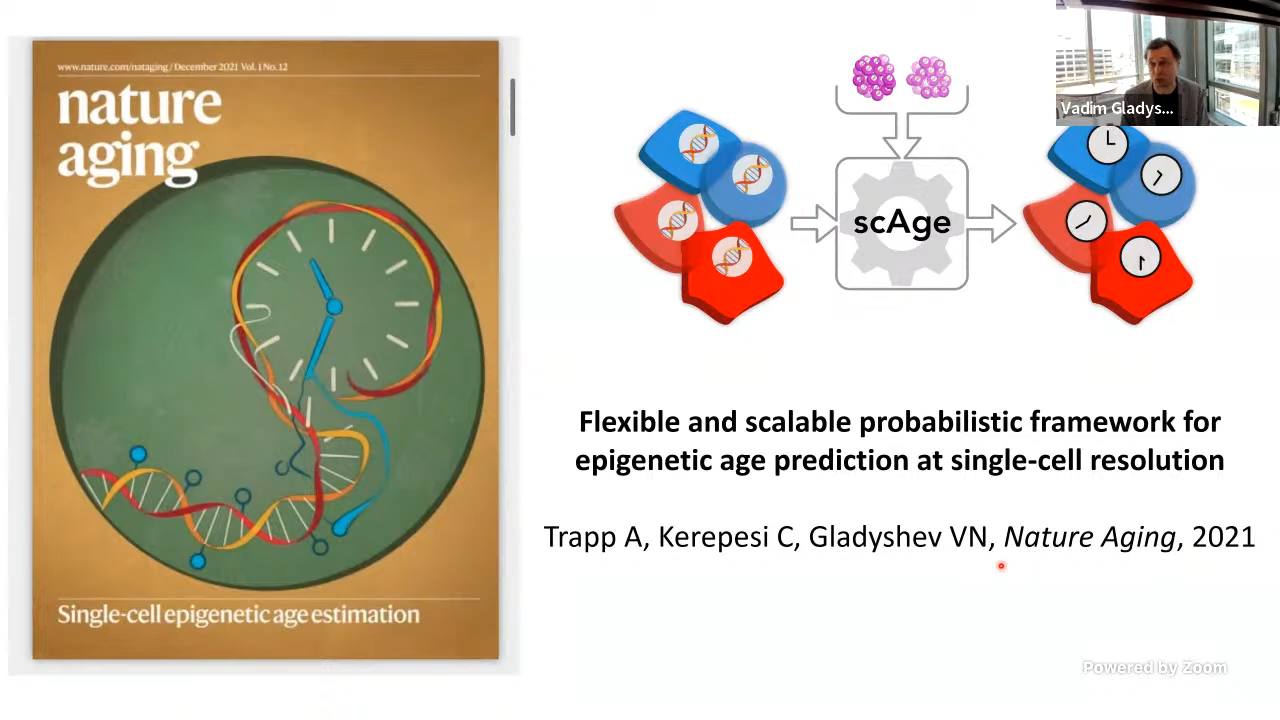 www.nature.com/nataging / December 2021 Vol. 1 No. 12
nature
aging
Single-cell epigenetic age estimation
scAge
Vadim Gladys...
Flexible and scalable probabilistic framework for
epigenetic age prediction at single-cell resolution
Trapp A, Kerepesi C, Gladyshev VN, Nature Aging, 2021
Powered by Zoom